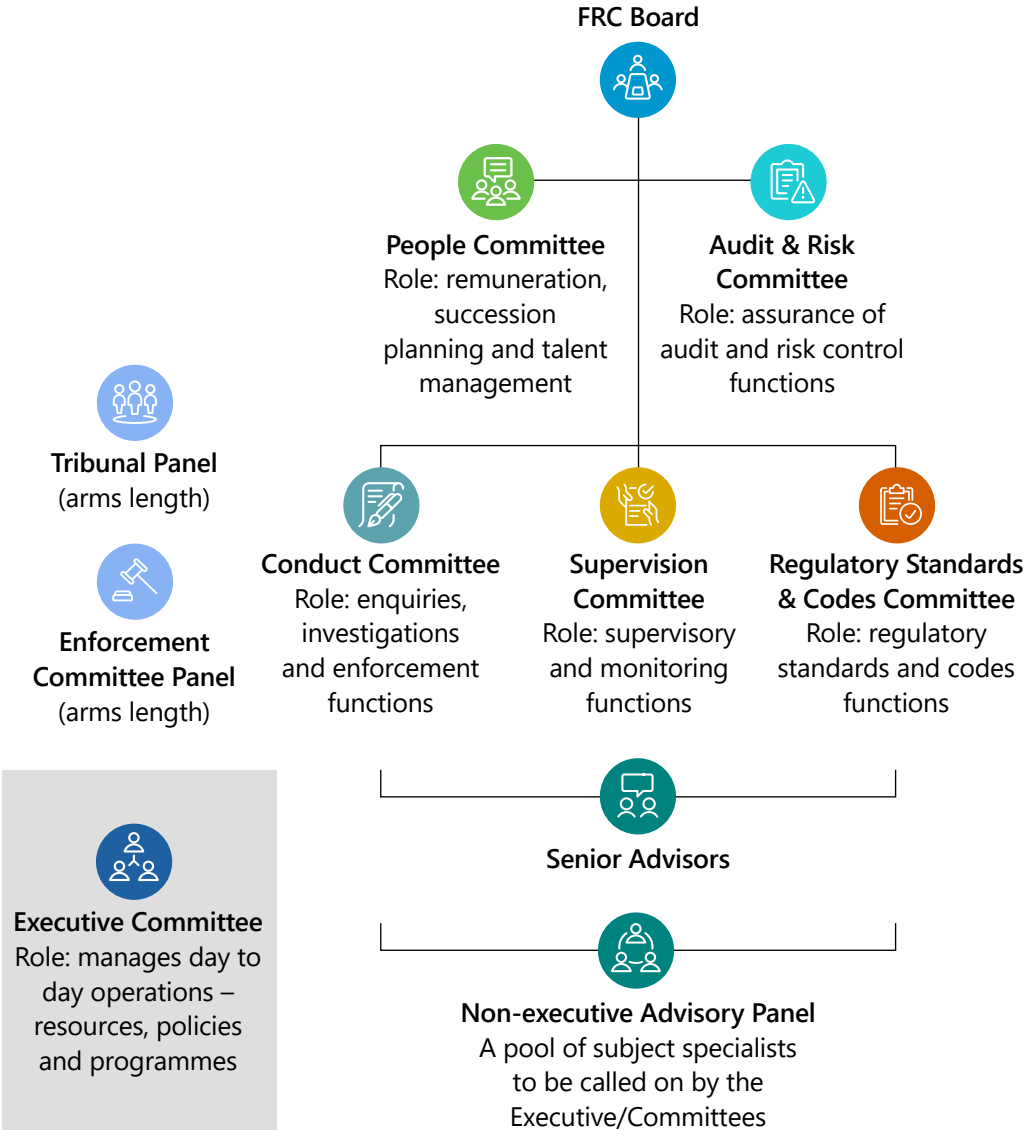 FRC Board
People Committee
Role: remuneration,
succession
planning and talent
management
Audit & Risk
Committee
Role: assurance of
audit and risk control
functions
Tribunal Panel
(arms length)
Enforcement
Committee Panel
(arms length)
Conduct Committee
Role: enquiries,
investigations
and enforcement
functions
Supervision
Committee
Role: supervisory
and monitoring
functions
Regulatory Standards
& Codes Committee
Role: regulatory
standards and codes
functions
Senior Advisors
Executive Committee
Role: manages day to
day operations –
resources, policies
and programmes
Non-executive Advisory Panel
A pool of subject specialists
to be called on by the
Executive/Committees